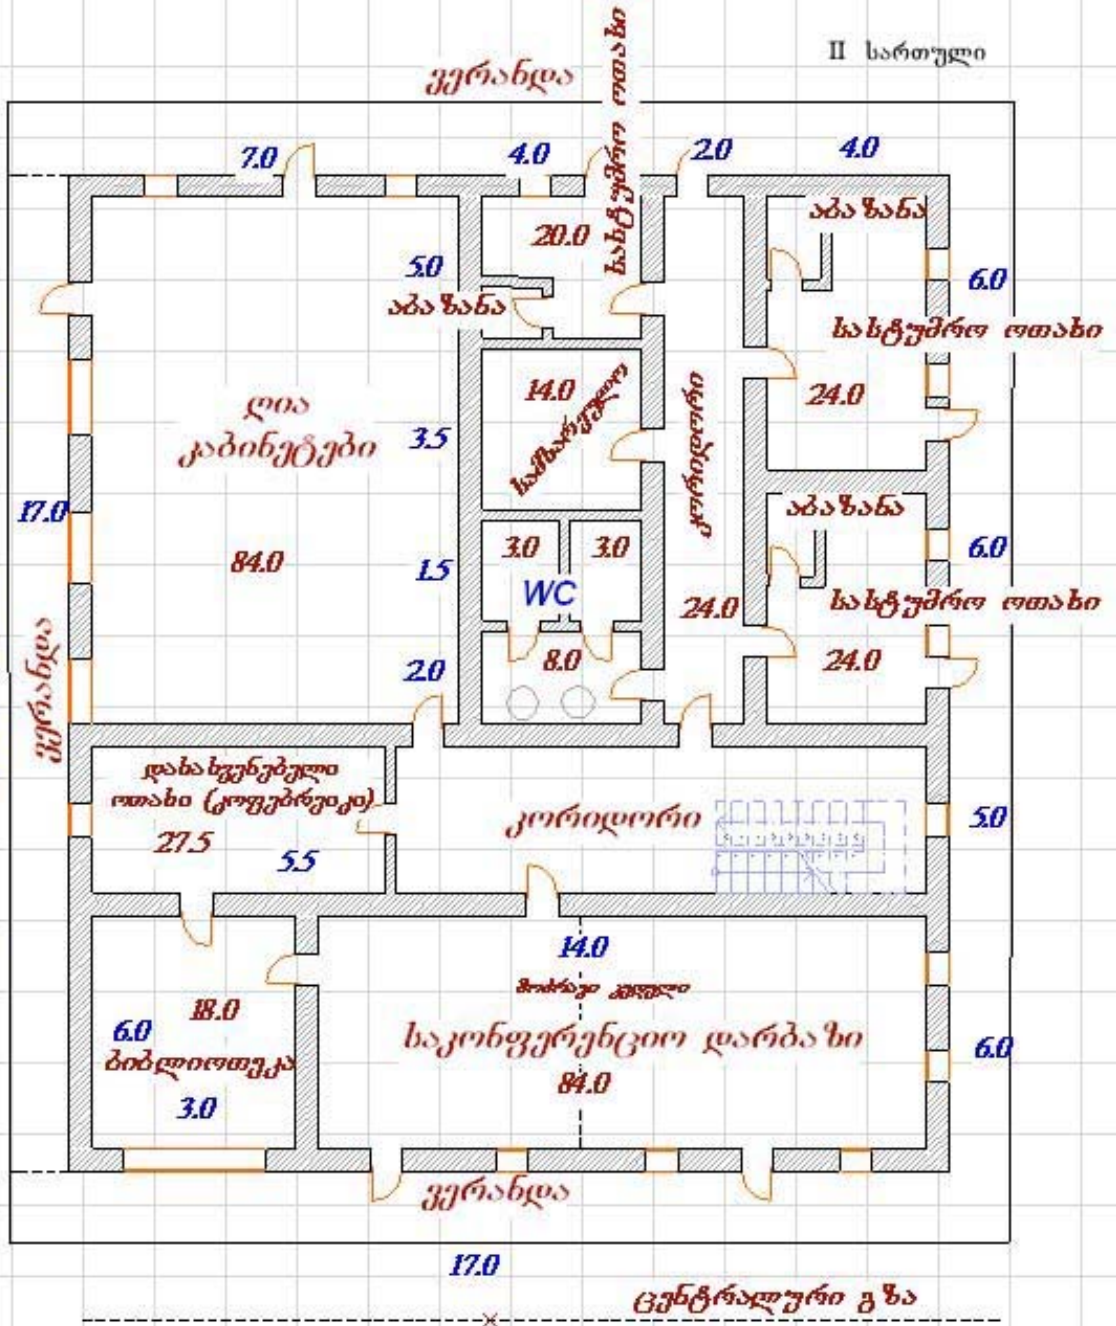 II სართული
ვერანდა
სასტუმრო ოთახი
7.0
4.0
2.0
4.0
აბაზანა
20.0
5.0
6.0
აბაზანა
სასტუმრო ოთახი
14.0
24.0
სამზარეულო
ღია
კაბინეტები
3.5
კორიდორი
17.0
აბაზანა
84.0
1.5
3.0
3.0
6.0
WC
24.0
სასტუმრო ოთახი
8.0
24.0
2.0
ვერანდა
დასასვენებელი
ოთახი (კოფებრეიკი)
27.5
5.5
კორიდორი
5.0
14.0
მოძრავი კედელი
18.0
6.0
ბიბლიოთეკა
3.0
საკონფერენციო დარბაზი
84.0
6.0
ვერანდა
17.0
ცენტრალური გზა